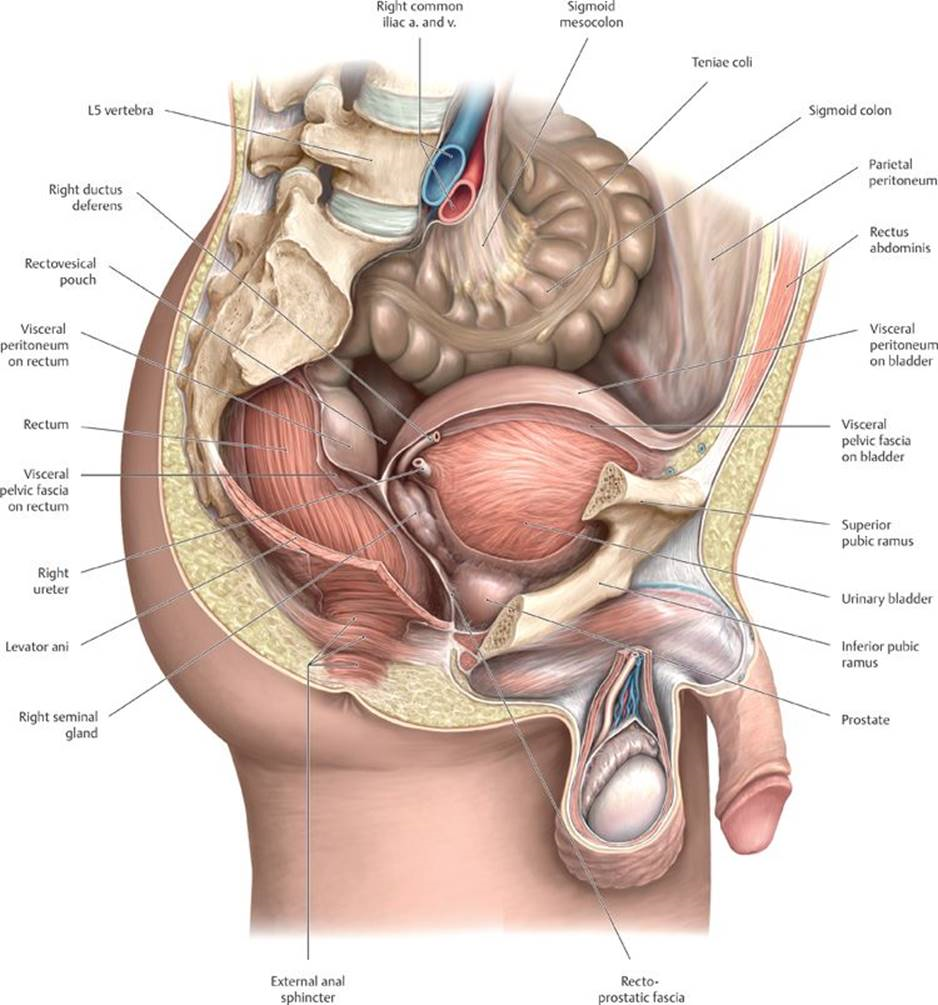 Right common
iliac a. and v.
Sigmoid
mesocolon
Teniae coli
L5 vertebra
Sigmoid colon
Parietal
peritoneum
Right ductus
deferens
Rectus
abdominis
Rectovesical
pouch
Visceral
peritoneum
on rectum
Visceral
peritoneum
on bladder
Rectum
Visceral
pelvic fascia
on bladder
Visceral
pelvic fascia
on rectum
Superior
pubic ramus
Right
ureter
Urinary bladder
Levator ani
Inferior pubic
ramus
Right seminal
gland
Prostate
External anal
sphincter
Recto-
prostatic fascia